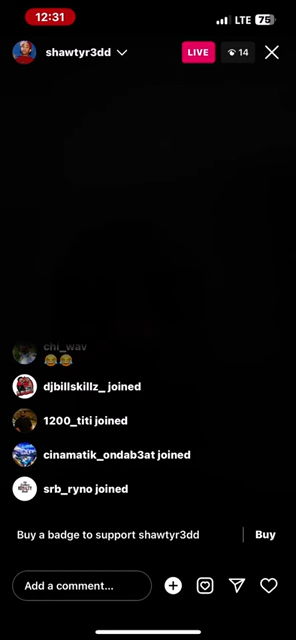 12:31
LTE 75
shawtyr3dd
LIVE
14
chi_wav
😂😂
djbillskillz_ joined
1200_titi joined
cinamatik_ondab3at joined
srb_ryno joined
Buy a badge to support shawtyr3dd
Buy
Add a comment...